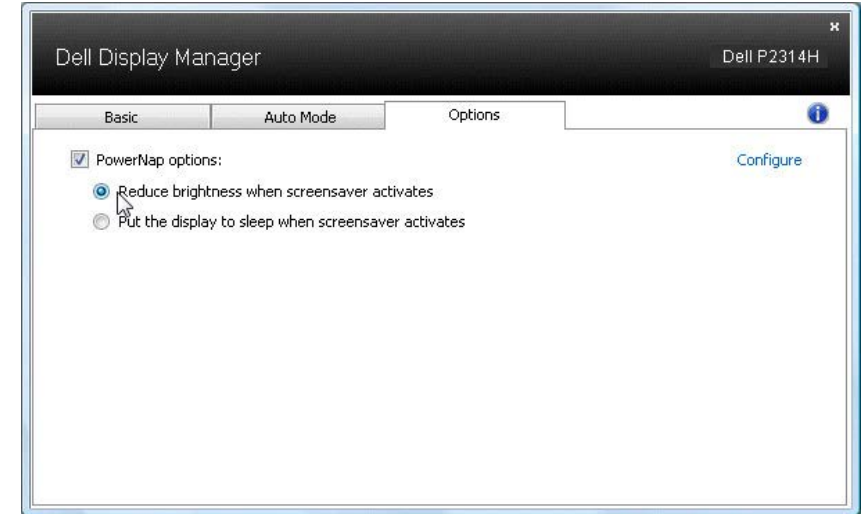 Dell Display Manager
Dell P2314H
Basic
Auto Mode
Options
PowerNap options:
Configure
Reduce brightness when screensaver activates
Put the display to sleep when screensaver activates